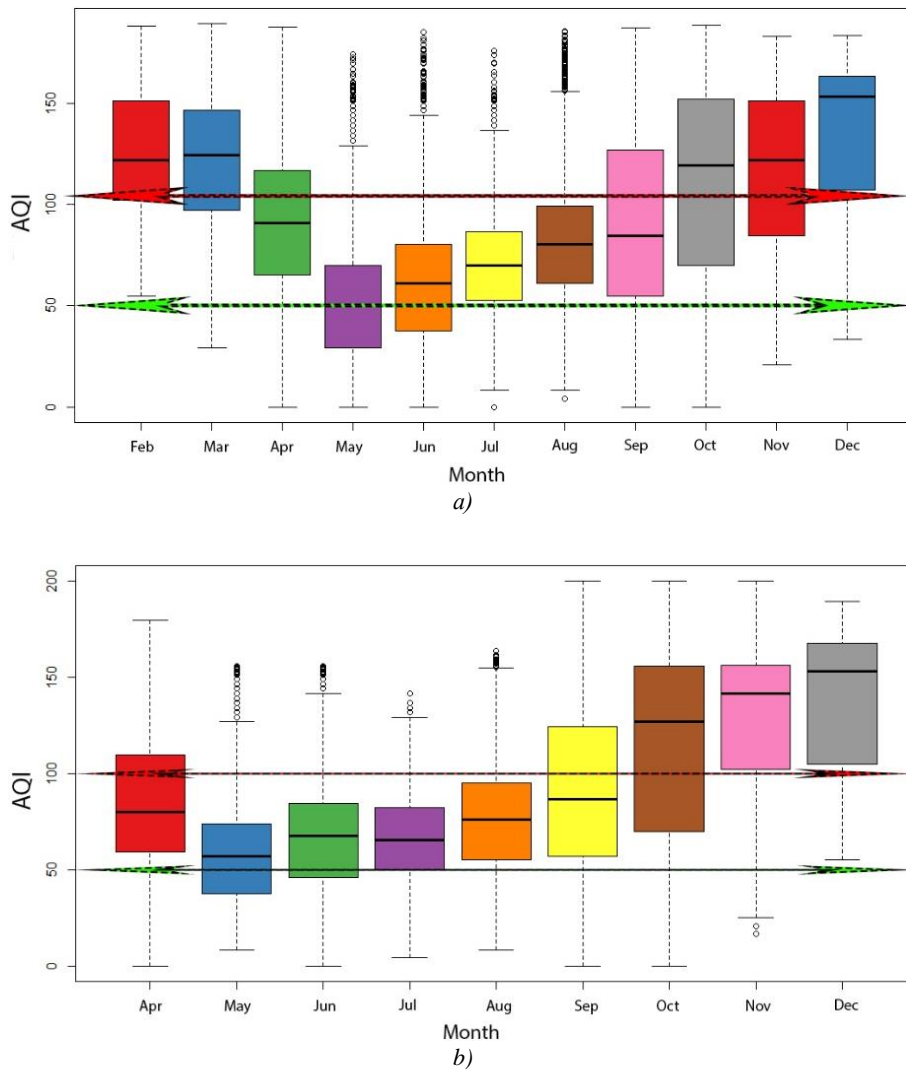 150
100
50
0
AQI
Feb Mar Apr May Jun Jul Aug Sep Oct Nov Dec
Month
a)
200
150
100
50
0
AQI
Apr May Jun Jul Aug Sep Oct Nov Dec
Month
b)